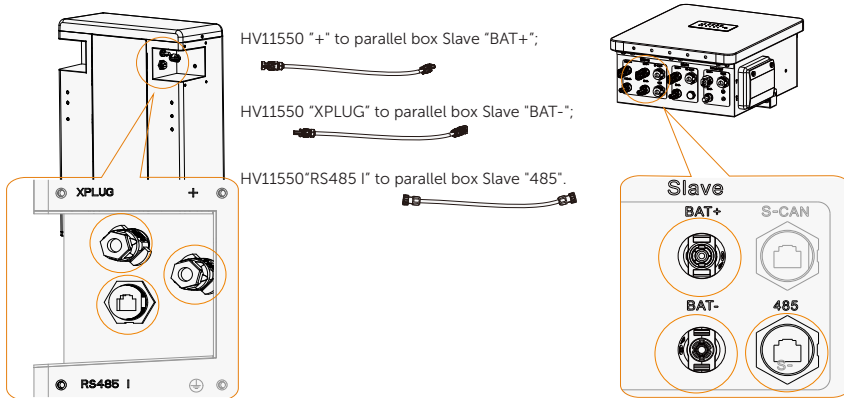 HV11550 “+” to parallel box Slave “BAT+”;
HV11550 “XPLUG” to parallel box Slave "BAT-";
HV11550“RS485 I” to parallel box Slave "485".
XPLUG +
RS485 I
Slave
BAT+ S-CAN
BAT- 485
S-